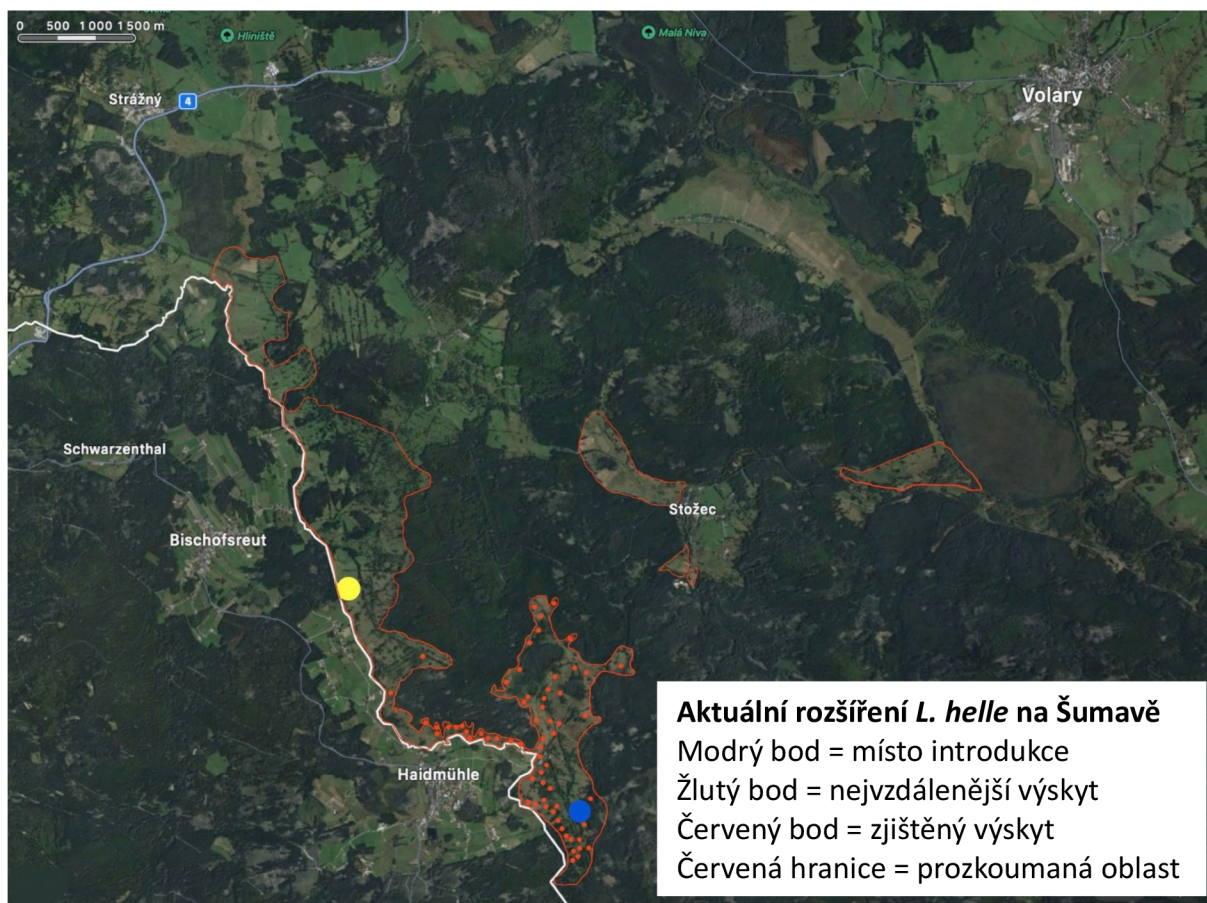 0 500 1 000 1 500 m
Hliniště
Malá Niva
Strážný
4
Volary
Schwarzenthal
Stožec
Bischofsreut
Haidmühle
Aktuální rozšíření L. helle na Šumavě
Modrý bod = místo introdukce
Žlutý bod = nejvzdálenější výskyt
Červený bod = zjištěný výskyt
Červená hranice = prozkoumaná oblast